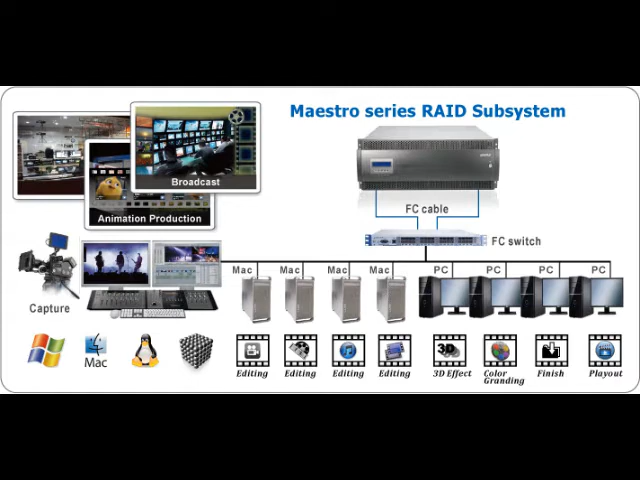 Maestro series RAID Subsystem
Broadcast
Animation Production
FC cable
FC switch
Capture
Mac
Mac
Mac
Mac
PC
PC
PC
PC
Mac
Editing
Editing
Editing
Editing
3D
3D Effect
Color
Granding
Finish
Playout